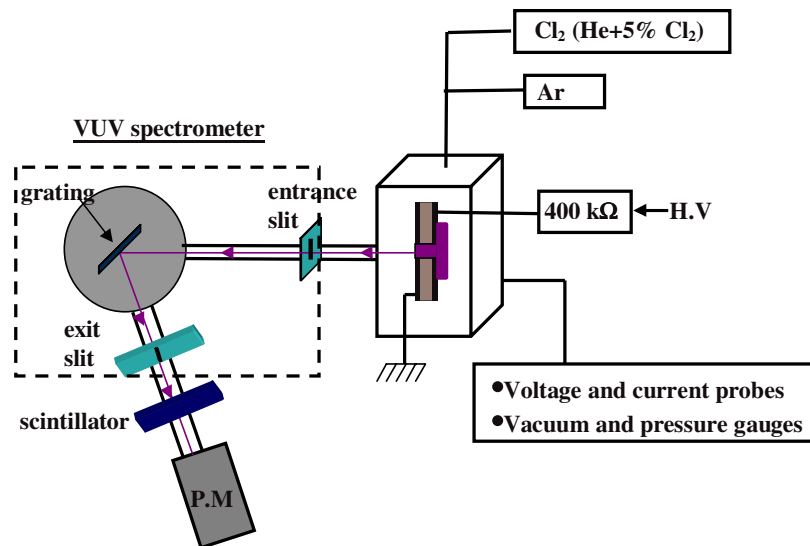 Cl₂ (He+5% Cl₂)
Ar
VUV spectrometer
grating
entrance
slit
400 kΩ
H.V
exit
slit
scintillator
P.M
●Voltage and current probes
●Vacuum and pressure gauges